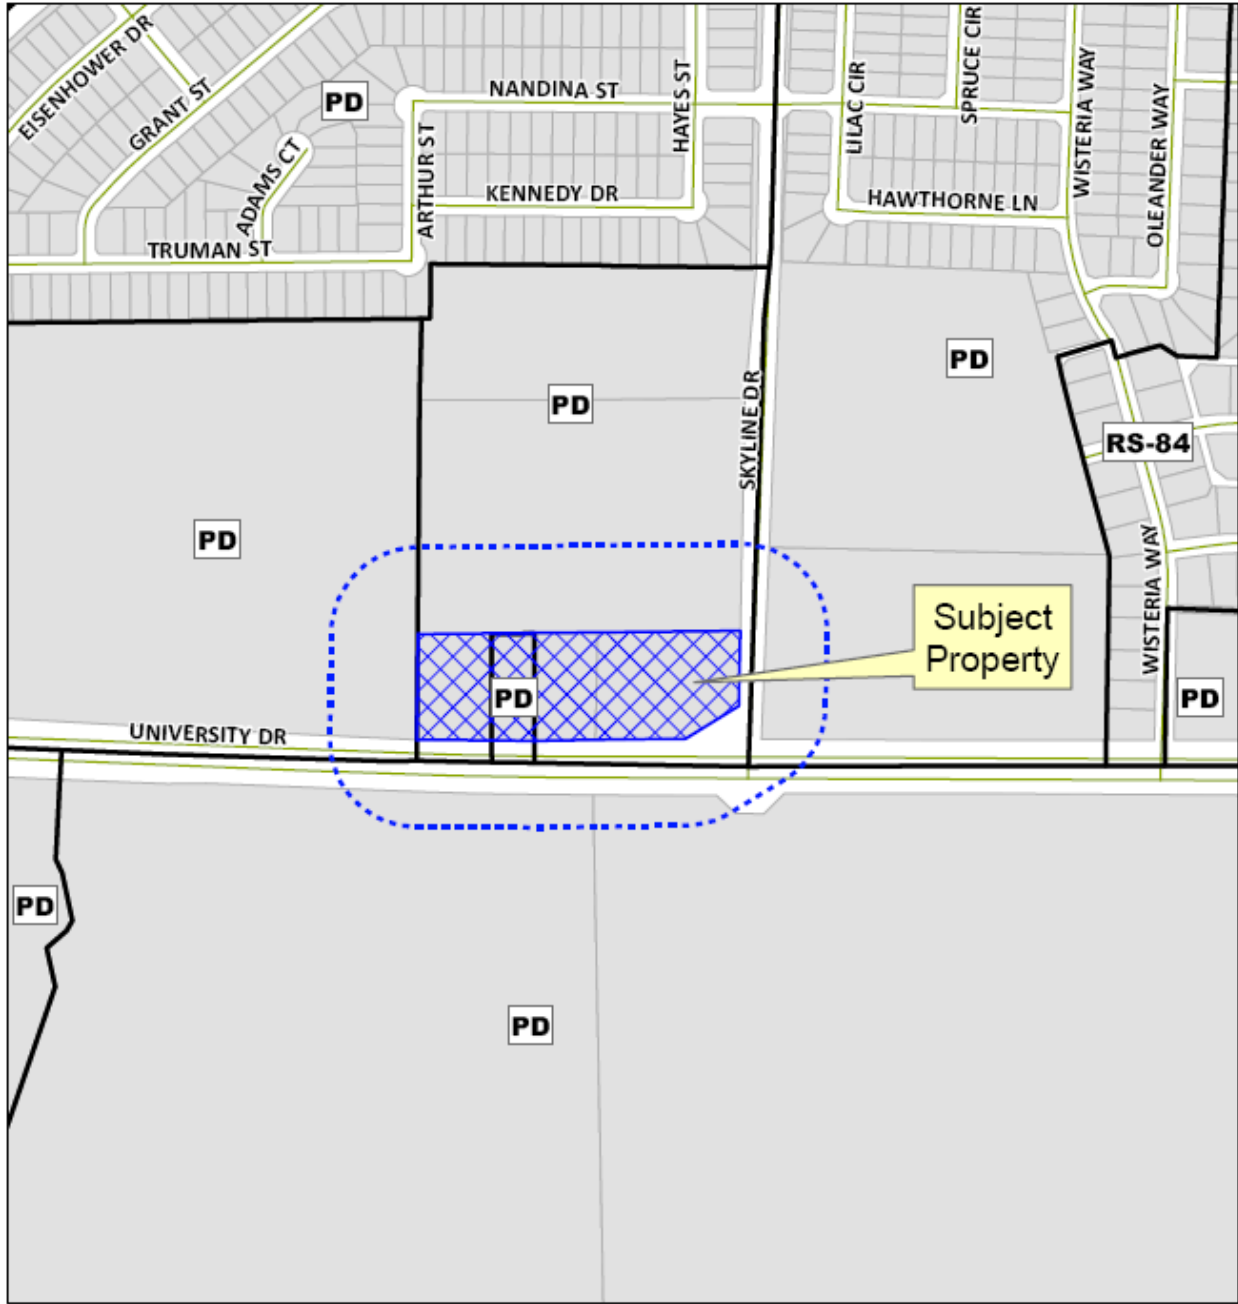 EISENHOWER DR
GRANT ST
PD
ADAMS CT
TRUMAN ST
ARTHUR ST
NANDINA ST
KENNEDY DR
HAYES ST
LILAC CIR
SPRUCE CIR
WISTERIA WAY
OLEANDER WAY
HAWTHORNE LN
PD
SKYLINE DR
PD
RS-84
PD
WISTERIA WAY
Subject
Property
PD
PD
UNIVERSITY DR
PD
PD